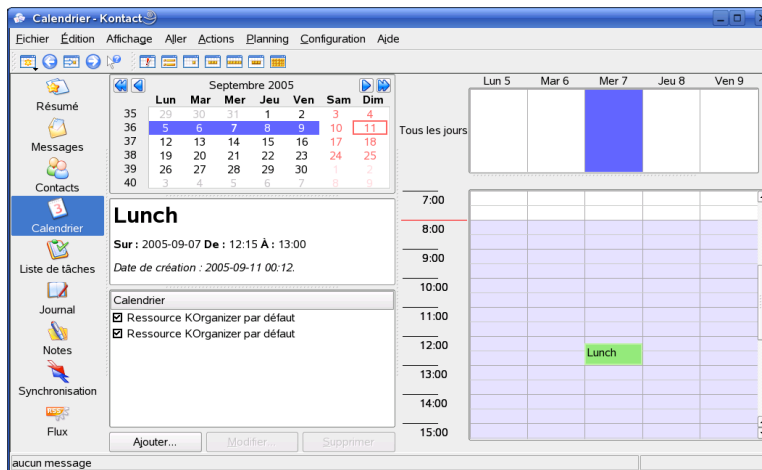 Calendrier - Kontact
Fichier Édition Affichage Aller Actions Planning Configuration Aide
Résumé
Messages
Contacts
Calendrier
Liste de tâches
Journal
Notes
Synchronisation
Flux
Septembre 2005
Lun Mar Mer Jeu Ven Sam Dim
35 29 30 31 1 2 3 4
36 5 6 7 8 9 10 11
37 12 13 14 15 16 17 18
38 19 20 21 22 23 24 25
39 26 27 28 29 30 1 2
40 3 4 5 6 7 8 9
Lunch
Sur : 2005-09-07 De : 12:15 À : 13:00
Date de création : 2005-09-11 00:12.
Calendrier
Ressource KOrganizer par défaut
Ressource KOrganizer par défaut
Ajouter... Modifier... Supprimer
Lun 5 Mar 6 Mer 7 Jeu 8 Ven 9
Tous les jours
7:00
8:00
9:00
10:00
11:00
12:00
Lunch
13:00
14:00
15:00
aucun message